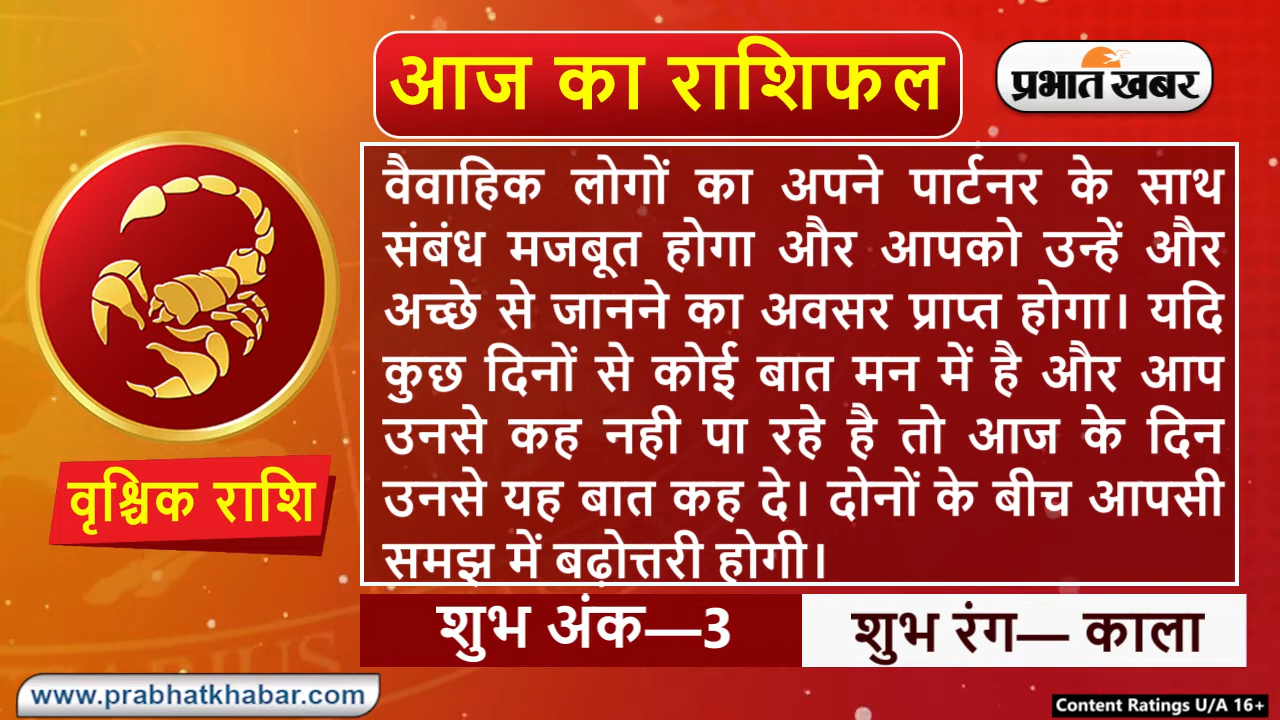 आज का राशिफल
प्रभात खबर
वैवाहिक लोगों का अपने पार्टनर के साथ
संबंध मजबूत होगा और आपको उन्हें और
अच्छे से जानने का अवसर प्राप्त होगा। यदि
कुछ दिनों से कोई बात मन में है और आप
उनसे कह नही पा रहे है तो आज के दिन
उनसे यह बात कह दे। दोनों के बीच आपसी
समझ में बढ़ोत्तरी होगी।
वृश्चिक राशि
शुभ अंक—3
शुभ रंग— काला
www.prabhatkhabar.com
Content Ratings U/A 16+